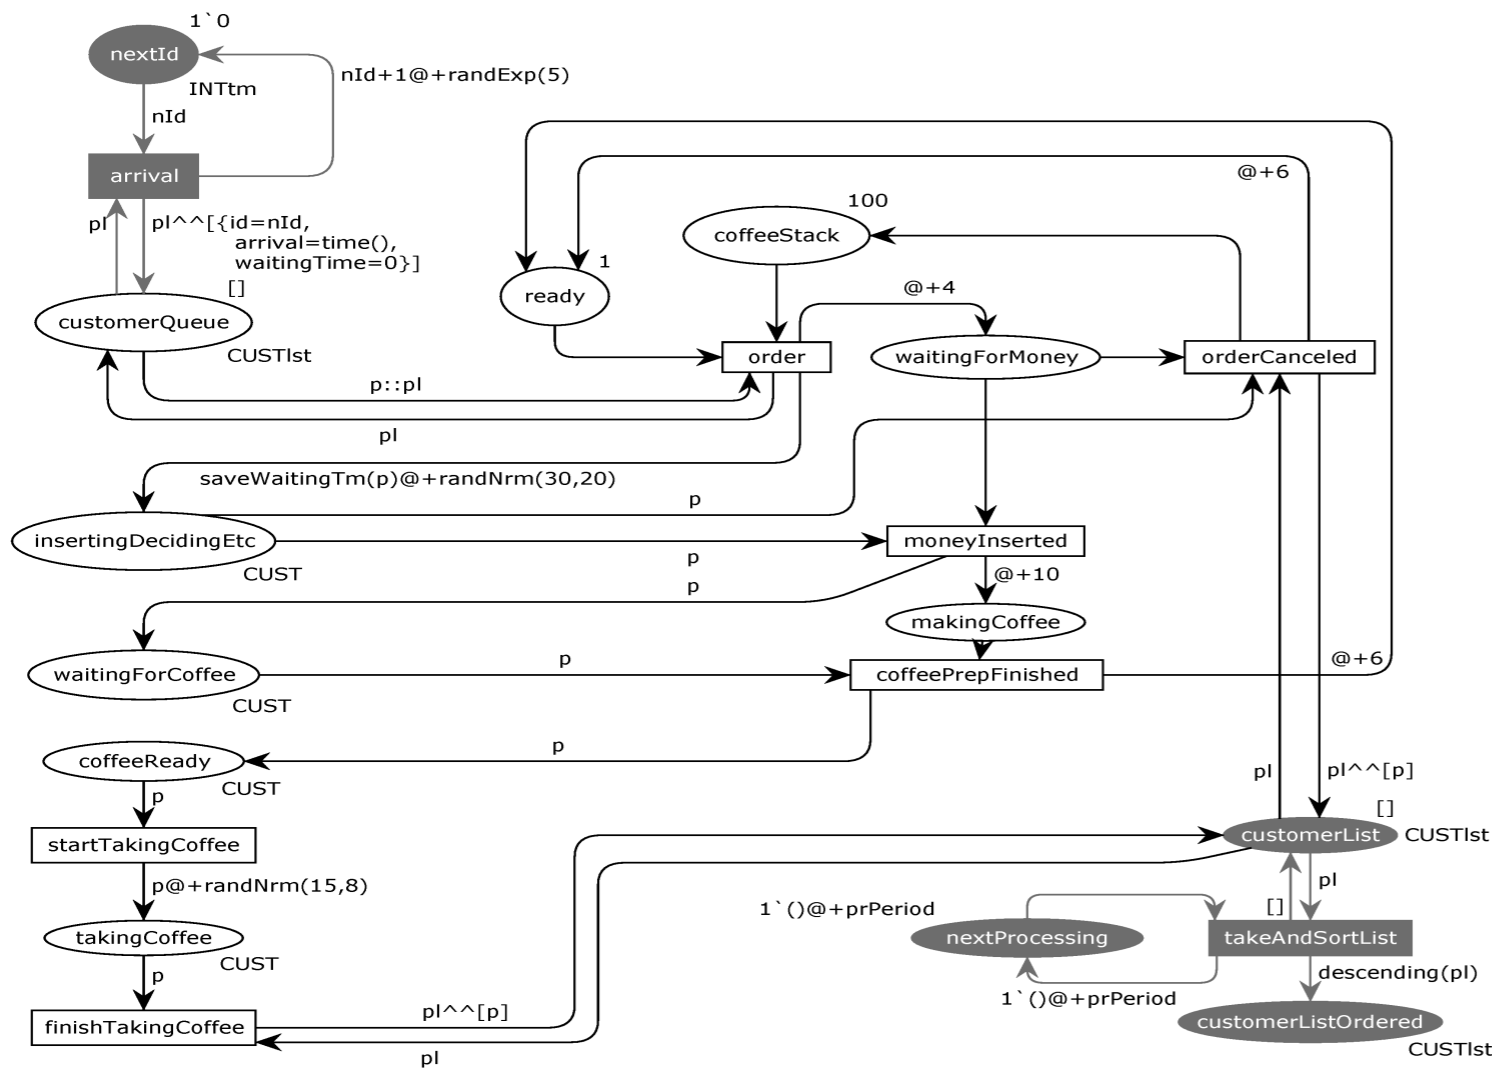 1`0
nextId
nId+1@+randExp(5)
INTtm
nId
arrival
@+6
100
pl
pl^^[{id=nId,
arrival=time(),
waitingTime=0}]
coffeeStack
1
[]
ready
@+4
customerQueue
CUSTlst
order
waitingForMoney
orderCanceled
p::pl
pl
saveWaitingTm(p)@+randNrm(30,20)
p
insertingDecidingEtc
moneyInserted
p
CUST
@+10
p
makingCoffee
p
@+6
waitingForCoffee
coffeePrepFinished
CUST
p
coffeeReady
CUST
pl
pl^^[p]
p
[]
startTakingCoffee
customerList
CUSTlst
p@+randNrm(15,8)
pl
1`()@+prPeriod
[]
takingCoffee
nextProcessing
takeAndSortList
CUST
p
descending(pl)
1`()@+prPeriod
pl^^[p]
finishTakingCoffee
customerListOrdered
pl
CUSTlst